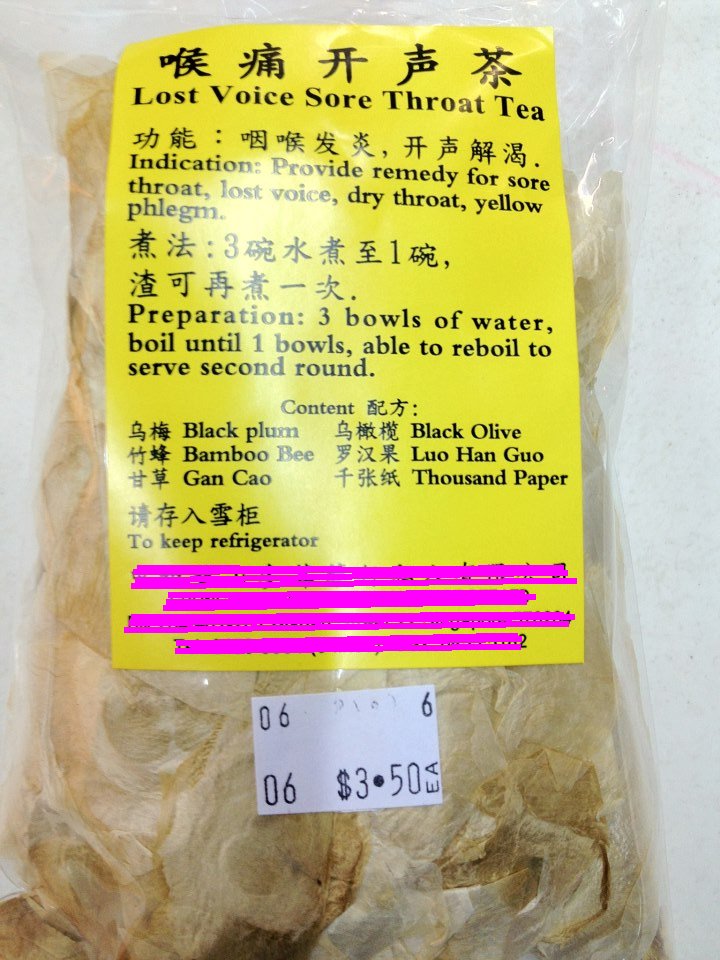 喉痛开声茶
Lost Voice Sore Throat Tea
功能：咽喉发炎,开声解渴.
Indication: Provide remedy for sore
throat, lost voice, dry throat, yellow
phlegm.
煮法:3碗水煮至1碗,
渣可再煮一次.
Preparation: 3 bowls of water,
boil until 1 bowls, able to reboil to
serve second round.
Content 配方:
乌梅 Black plum 乌橄榄 Black Olive
竹蜂 Bamboo Bee 罗汉果 Luo Han Guo
甘草 Gan Cao 千张纸 Thousand Paper
请存入雪柜
To keep refrigerator
06 6
06 $3.50 EA